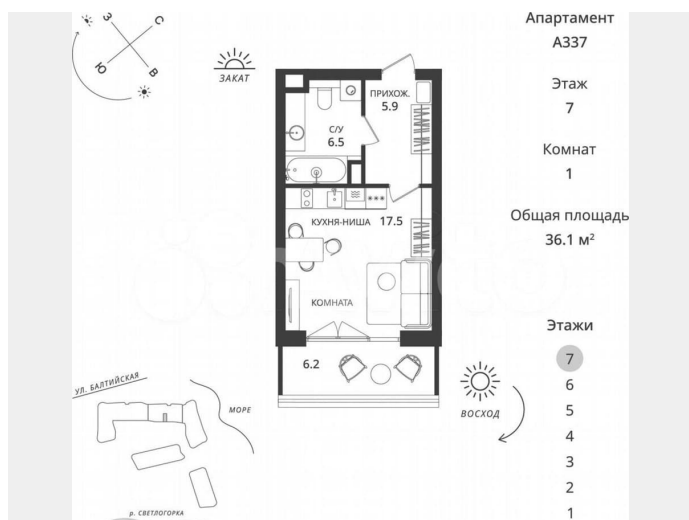 З
С
Ю
В
ЗАКАТ
Апартамент
А337
Этаж
7
Комнат
1
Общая площадь
36.1 м²
ПРИХОЖ.
5.9
С/У
6.5
КУХНЯ-НИША 17.5
КОМНАТА
6.2
ВОСХОД
Этажи
7
6
5
4
3
2
1
УЛ. БАЛТИЙСКАЯ
МОРЕ
р. СВЕТЛОГОРКА